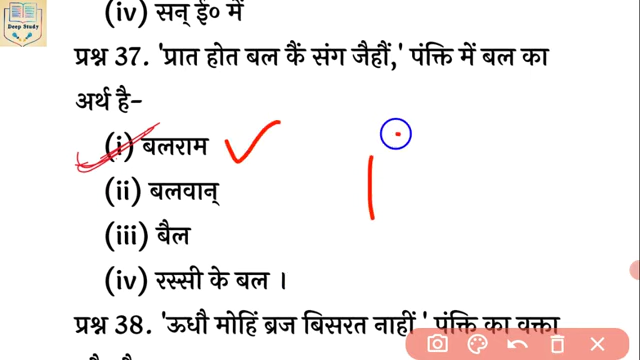 Deep Study
(iv) सन् ई० में
प्रश्न 37. 'प्रात होत बल कैं संग जैहौं,' पंक्ति में बल का
अर्थ है-
(i) बलराम
(ii) बलवान्
(iii) बैल
(iv) रस्सी के बल ।
प्रश्न 38. 'ऊधौ मोहिं ब्रज बिसरत नाहीं ' पंक्ति का वक्ता